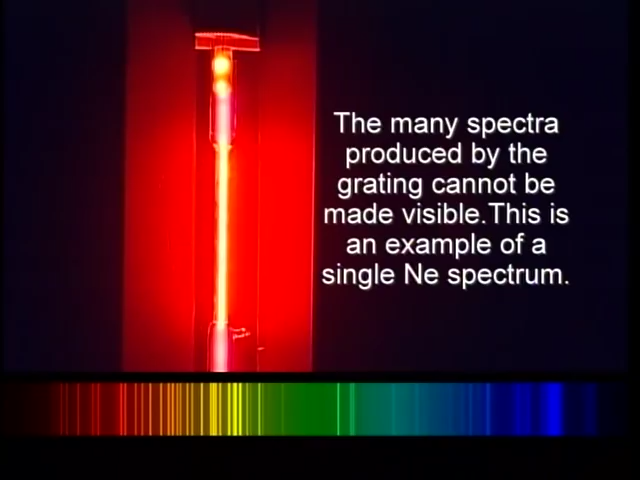 The many spectra
produced by the
grating cannot be
made visible.This is
an example of a
single Ne spectrum.